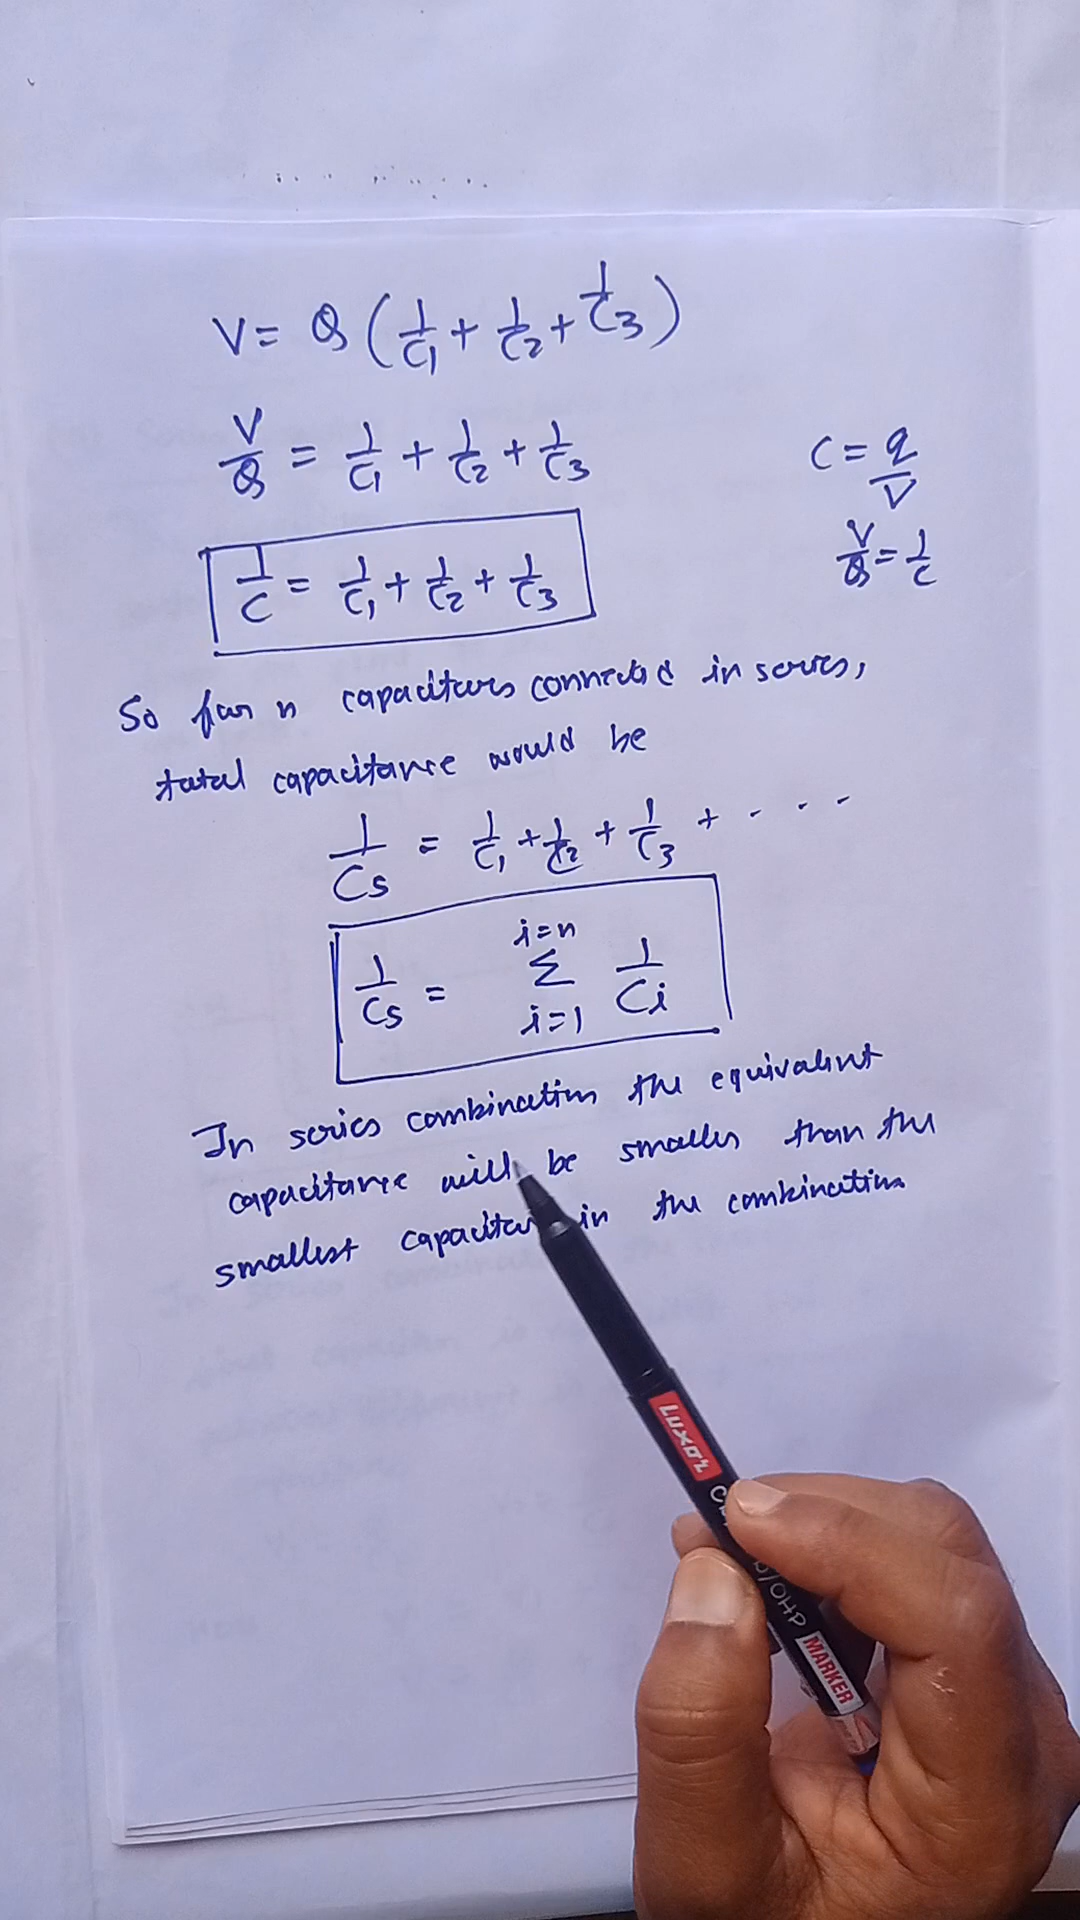 V = Q (1/C1 + 1/C2 + 1/C3)
V/Q = 1/C1 + 1/C2 + 1/C3
C = q/V
V/Q = 1/C
1/C = 1/C1 + 1/C2 + 1/C3
So for n capacitors connected in series,
total capacitance would be
1/Cs = 1/C1 + 1/C2 + 1/C3 + - - -
1/Cs = i=n Σ i=1 1/Ci
In series combination the equivalent
capacitance will be smaller than the
smallest capacitor in the combination
LUXOR
/OHP
MARKER